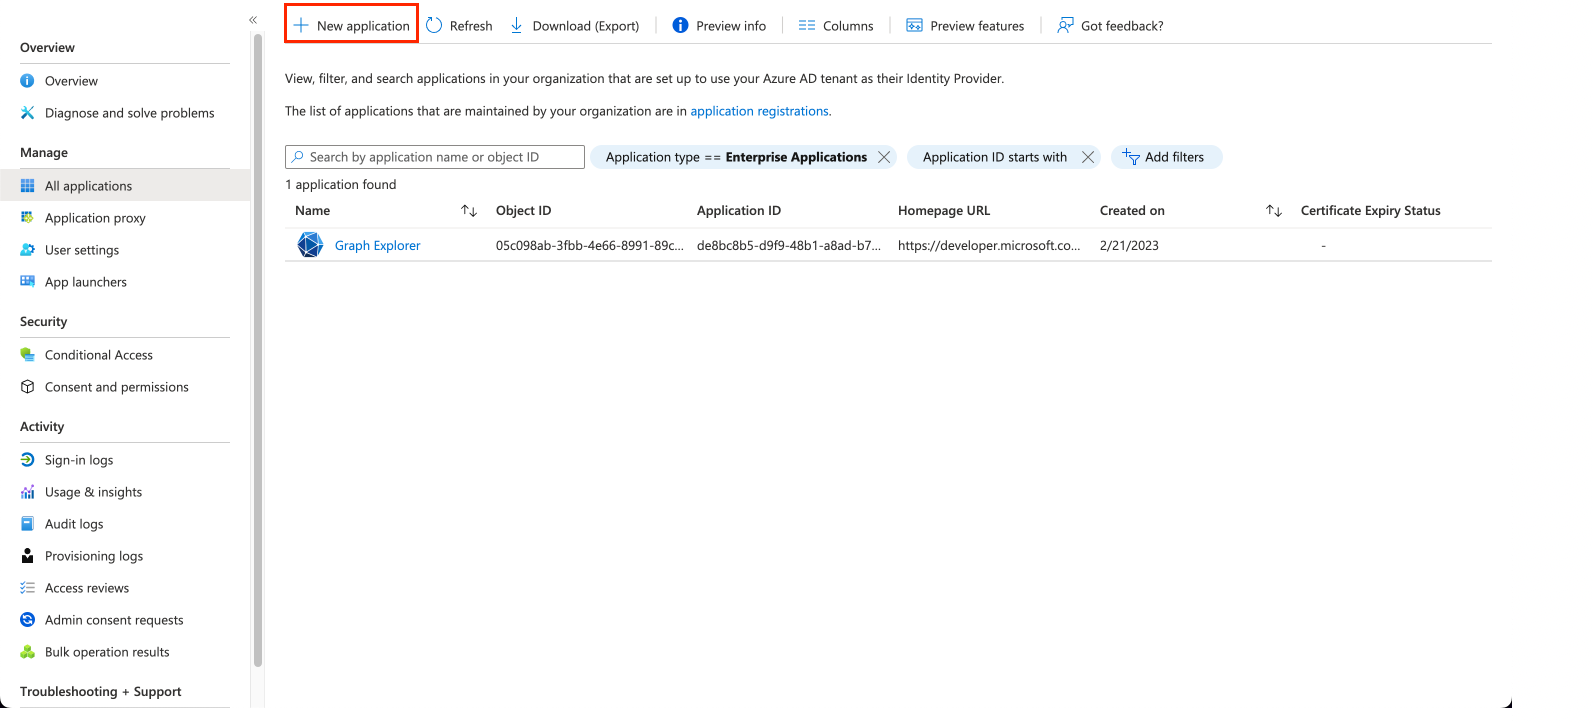 «
New application
Refresh
Download (Export)
Preview info
Columns
Preview features
Got feedback?
Overview
Overview
Diagnose and solve problems
Manage
All applications
Application proxy
User settings
App launchers
Security
Conditional Access
Consent and permissions
Activity
Sign-in logs
Usage & insights
Audit logs
Provisioning logs
Access reviews
Admin consent requests
Bulk operation results
Troubleshooting + Support
View, filter, and search applications in your organization that are set up to use your Azure AD tenant as their Identity Provider.
The list of applications that are maintained by your organization are in application registrations.
Search by application name or object ID
Application type == Enterprise Applications
Application ID starts with
Add filters
1 application found
Name Object ID Application ID Homepage URL Created on Certificate Expiry Status
Graph Explorer 05c098ab-3fbb-4e66-8991-89c... de8bc8b5-d9f9-48b1-a8ad-b7... https://developer.microsoft.co... 2/21/2023 -